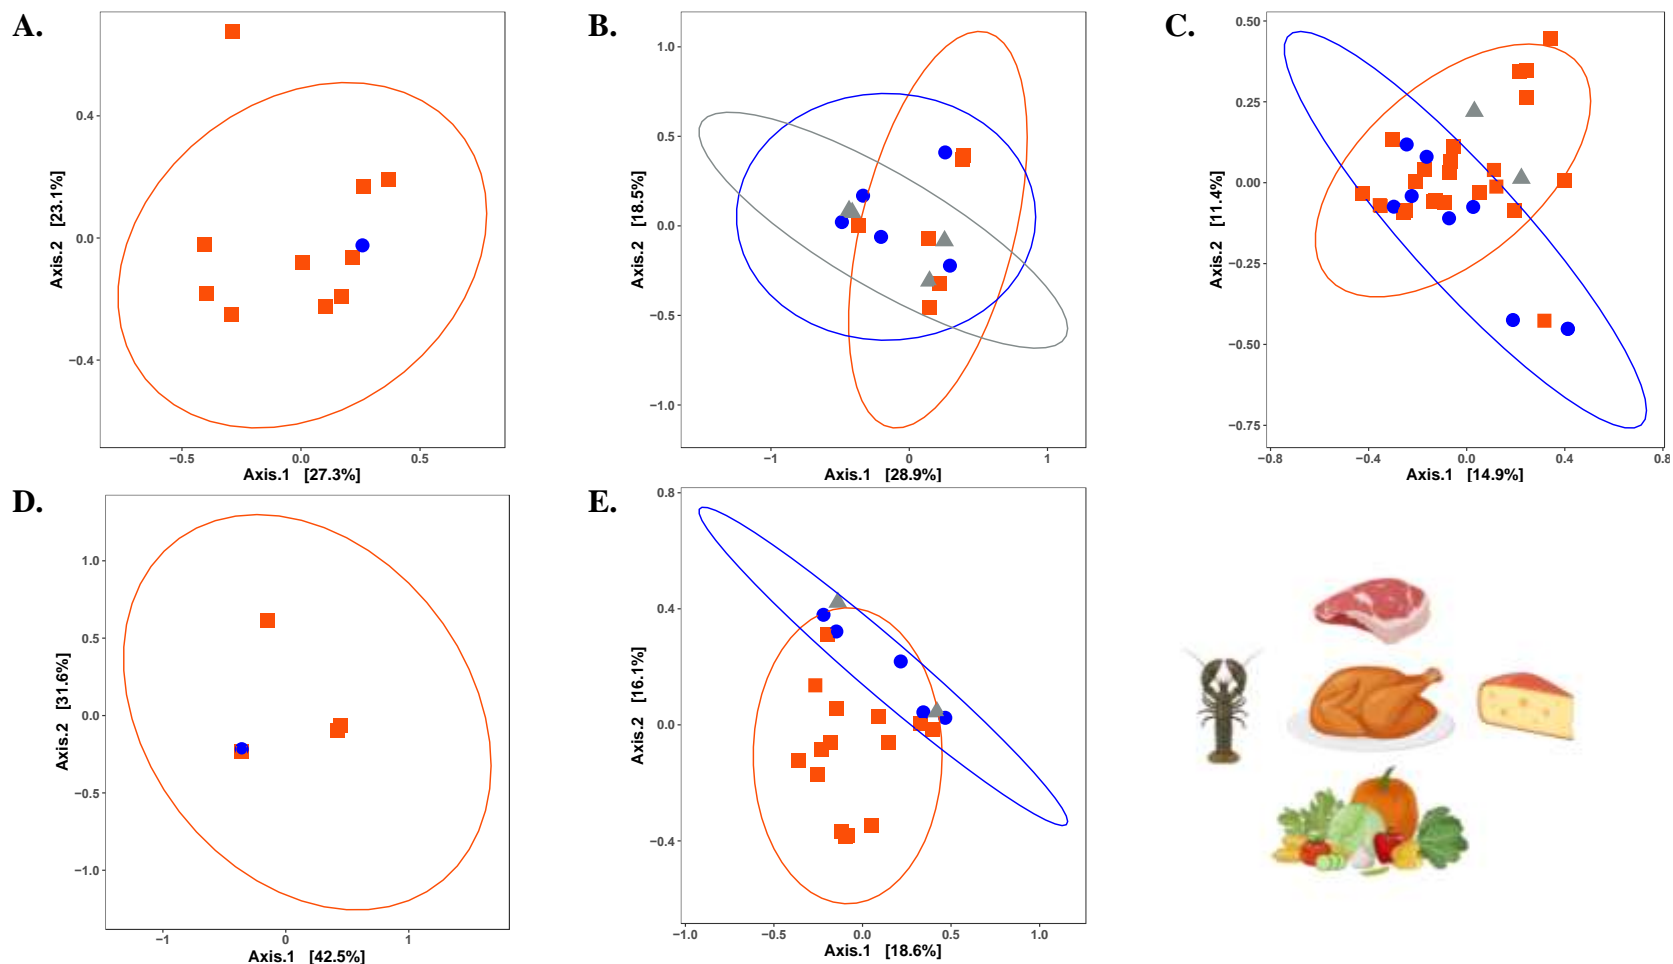 A.
B.
C.
0.4
0.0
−0.4
Axis.2 [23.1%]
−0.5
0.0
0.5
Axis.1 [27.3%]
1.0
0.5
0.0
−0.5
−1.0
Axis.2 [18.5%]
−1
0
1
Axis.1 [28.9%]
0.50
0.25
0.00
−0.25
−0.50
−0.75
Axis.2 [11.4%]
−0.8
−0.4
0.0
0.4
0.8
Axis.1 [14.9%]
D.
E.
1.0
0.5
0.0
−0.5
−1.0
Axis.2 [31.6%]
−1
0
1
Axis.1 [42.5%]
0.8
0.4
0.0
−0.4
Axis.2 [16.1%]
−1.0
−0.5
0.0
0.5
1.0
Axis.1 [18.6%]